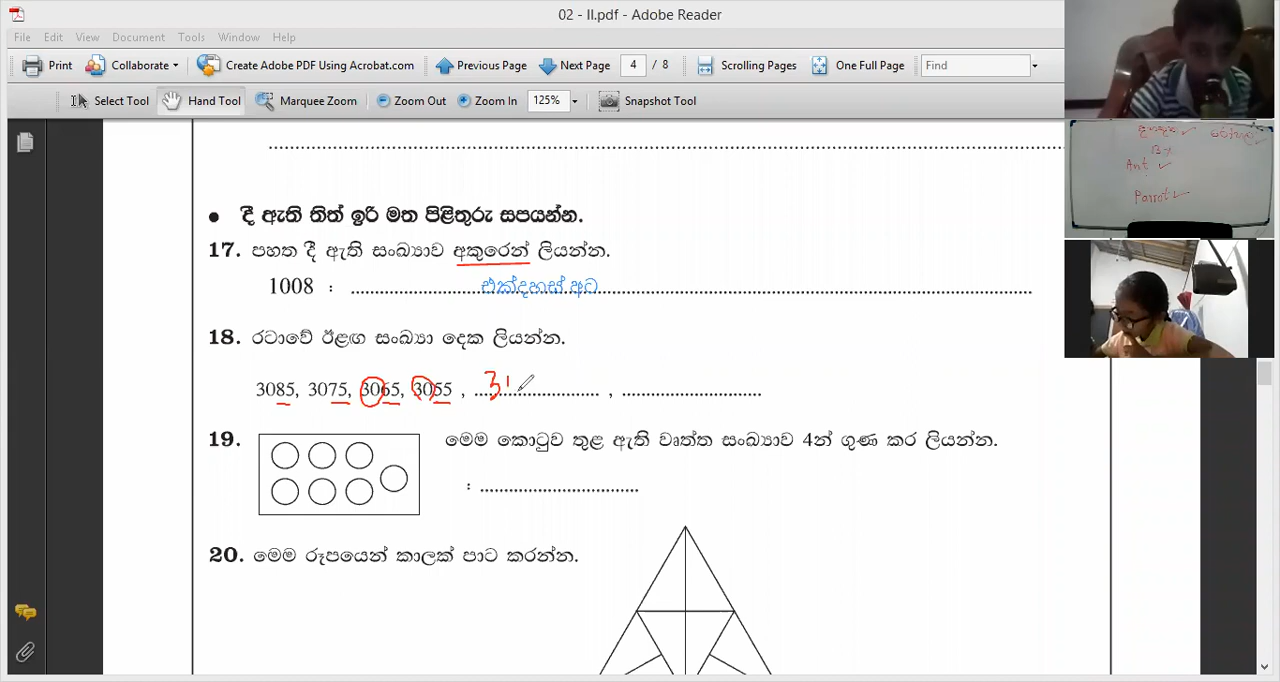 02 - II.pdf - Adobe Reader
File Edit View Document Tools Window Help
Print Collaborate Create Adobe PDF Using Acrobat.com Previous Page Next Page 4 / 8 Scrolling Pages One Full Page Find
Select Tool Hand Tool Marquee Zoom Zoom Out Zoom In 125% Snapshot Tool
Ant
Parrot
● දී ඇති තිත් ඉරි මත පිළිතුරු සපයන්න.
17. පහත දී ඇති සංඛ්‍යාව අකුරෙන් ලියන්න.
1008 : එක්දහස් අට
18. රටාවේ ඊළඟ සංඛ්‍යා දෙක ලියන්න.
3085, 3075, 3065, 3055 , 3 ,
19. මෙම කොටුව තුළ ඇති වෘත්ත සංඛ්‍යාව 4න් ගුණ කර ලියන්න.
:
20. මෙම රූපයෙන් කාලක් පාට කරන්න.